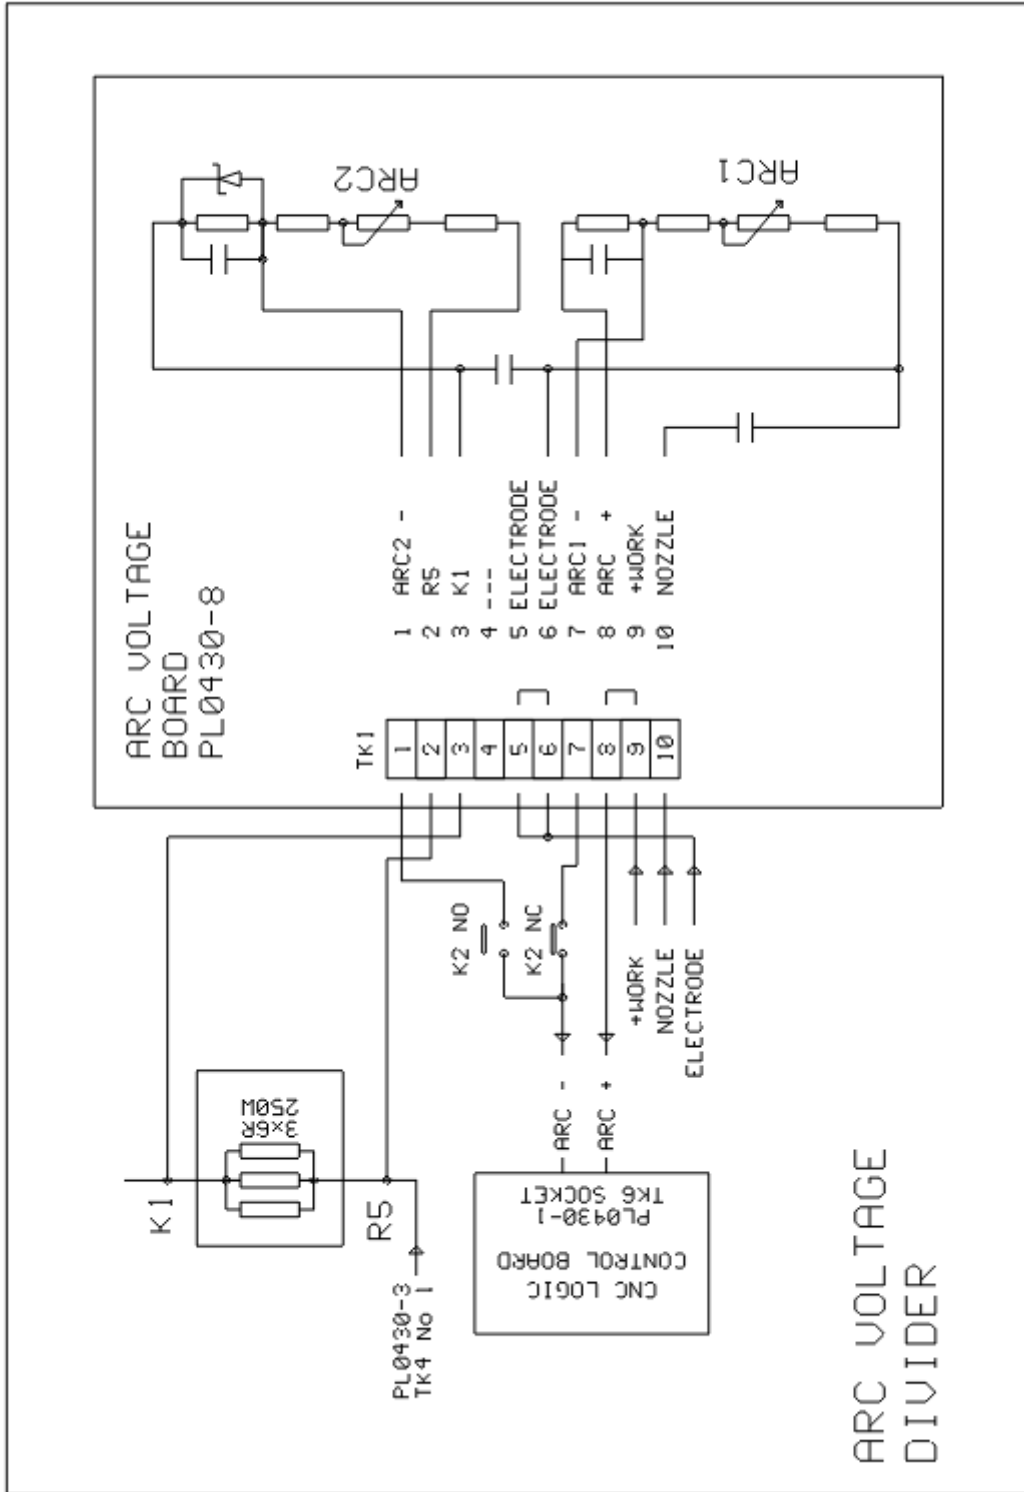 ARC VOLTAGE
BOARD
PL0430-8
ARC2
ARC1
1 ARC2 -
2 R5
3 K1
4 ---
5 ELECTRODE
6 ELECTRODE
7 ARC1 -
8 ARC +
9 +WORK
10 NOZZLE
TK1
1
2
3
4
5
6
7
8
9
10
K2 NO
K2 NC
+WORK
NOZZLE
ELECTRODE
K1
3x6R
250W
R5
PL0430-3
TK4 No 1
ARC -
ARC +
CNC LOGIC
CONTROL BOARD
PL0430-1
TK6 SOCKET
ARC VOLTAGE
DIVIDER